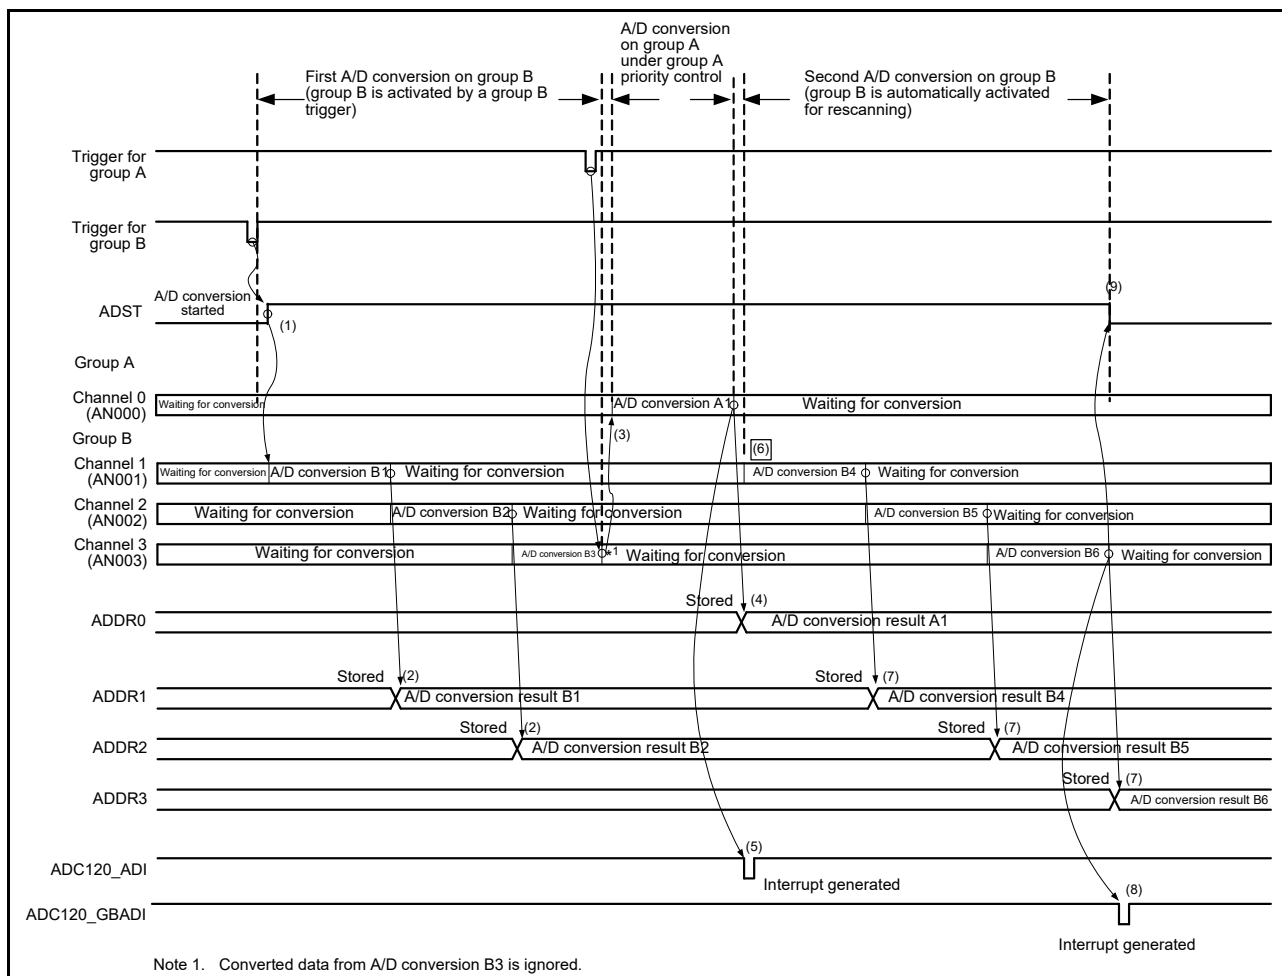 A/D conversion
on group A
under group A
priority control
First A/D conversion on group B
(group B is activated by a group B
trigger)
Second A/D conversion on group B
(group B is automatically activated
for rescanning)
Trigger for
group A
Trigger for
group B
A/D conversion
started
ADST
(1)
(9)
Group A
Channel 0
(AN000)
Waiting for conversion
A/D conversion A1
Waiting for conversion
(3)
Group B
(6)
Channel 1
(AN001)
Waiting for conversion
A/D conversion B1
Waiting for conversion
A/D conversion B4
Waiting for conversion
Channel 2
(AN002)
Waiting for conversion
A/D conversion B2
Waiting for conversion
A/D conversion B5
Waiting for conversion
Channel 3
(AN003)
Waiting for conversion
A/D conversion B3
*1
Waiting for conversion
A/D conversion B6
Waiting for conversion
Stored (4)
ADDR0
A/D conversion result A1
Stored (2)
Stored (7)
ADDR1
A/D conversion result B1
A/D conversion result B4
Stored (2)
Stored (7)
ADDR2
A/D conversion result B2
A/D conversion result B5
Stored (7)
ADDR3
A/D conversion result B6
(5)
ADC120_ADI
Interrupt generated
(8)
ADC120_GBADI
Interrupt generated
Note 1. Converted data from A/D conversion B3 is ignored.